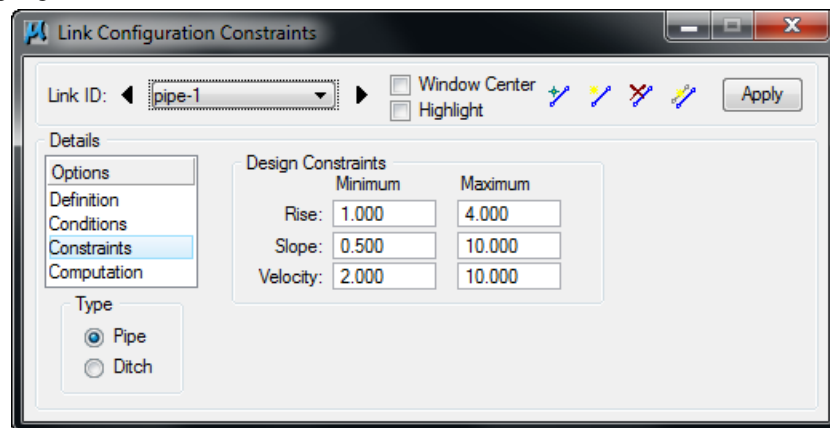 Link Configuration Constraints
Link ID: pipe-1
Window Center
Highlight
Apply
Details
Options
Definition
Conditions
Constraints
Computation
Type
Pipe
Ditch
Design Constraints
Minimum Maximum
Rise: 1.000 4.000
Slope: 0.500 10.000
Velocity: 2.000 10.000